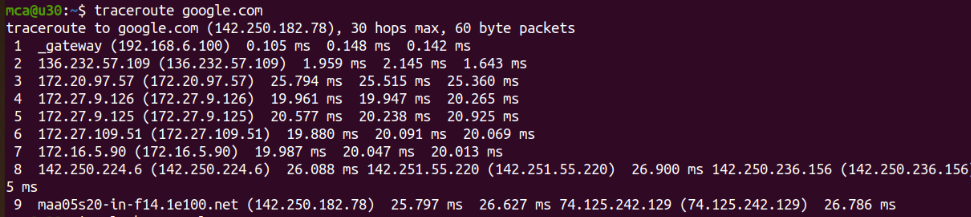 mca@u30:~$ traceroute google.com
traceroute to google.com (142.250.182.78), 30 hops max, 60 byte packets
1 _gateway (192.168.6.100) 0.105 ms 0.148 ms 0.142 ms
2 136.232.57.109 (136.232.57.109) 1.959 ms 2.145 ms 1.643 ms
3 172.20.97.57 (172.20.97.57) 25.794 ms 25.515 ms 25.360 ms
4 172.27.9.126 (172.27.9.126) 19.961 ms 19.947 ms 20.265 ms
5 172.27.9.125 (172.27.9.125) 20.577 ms 20.238 ms 20.925 ms
6 172.27.109.51 (172.27.109.51) 19.880 ms 20.091 ms 20.069 ms
7 172.16.5.90) (172.16.5.90) 19.987 ms 20.047 ms 20.013 ms
8 142.250.224.6 (142.250.224.6) 26.088 ms 142.251.55.220 (142.251.55.220) 26.900 ms 142.250.236.156 (142.250.236.156)
5 ms
9 maa05s20-in-f14.1e100.net (142.250.182.78) 25.797 ms 26.627 ms 74.125.242.129 (74.125.242.129) 26.786 ms